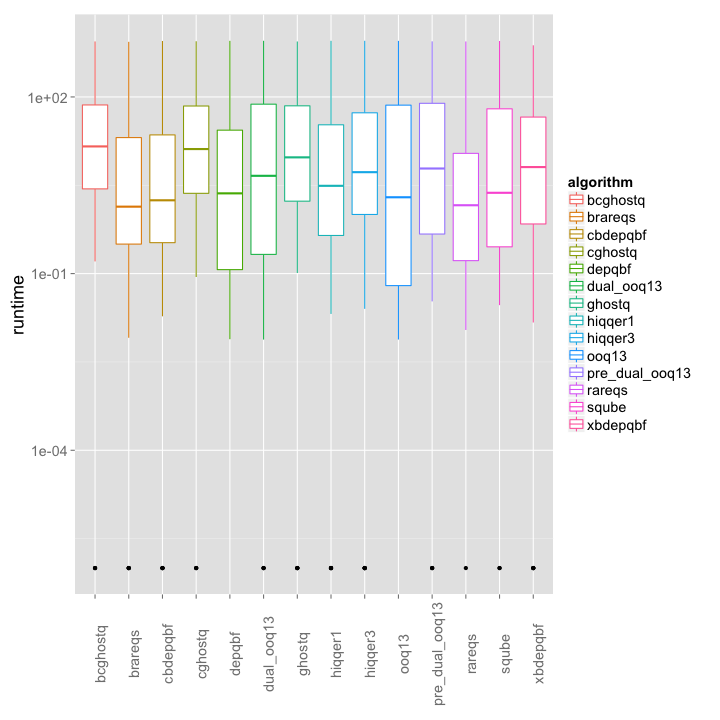 1e+02
1e-01
1e-04
runtime
bcghostq
brareqs
cbdepqbf
cghostq
depqbf
dual_ooq13
ghostq
hiqqer1
hiqqer3
ooq13
pre_dual_ooq13
rareqs
sqube
xbdepqbf
algorithm
bcghostq
brareqs
cbdepqbf
cghostq
depqbf
dual_ooq13
ghostq
hiqqer1
hiqqer3
ooq13
pre_dual_ooq13
rareqs
sqube
xbdepqbf